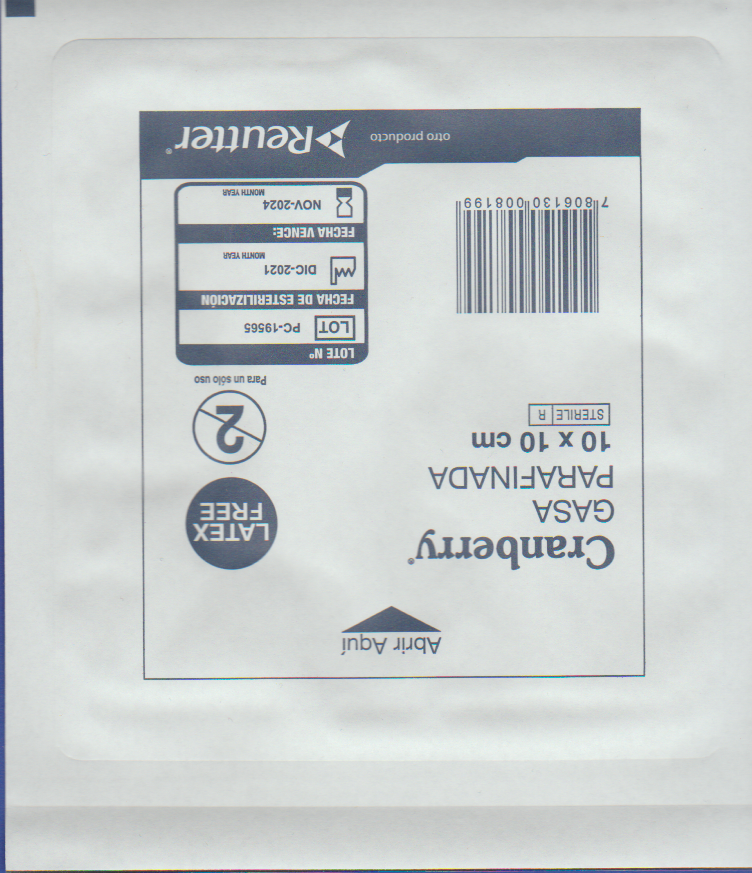 Abrir Aquí
Cranberry®
GASA
PARAFINADA
10 x 10 cm
STERILE R
LATEX
FREE
2
Para un sólo uso
LOTE N°
LOT PC-19565
FECHA DE ESTERILIZACIÓN
DIC-2021
MONTH YEAR
FECHA VENCE:
NOV-2024
MONTH YEAR
7 806130 008199
otro producto
Reutter®